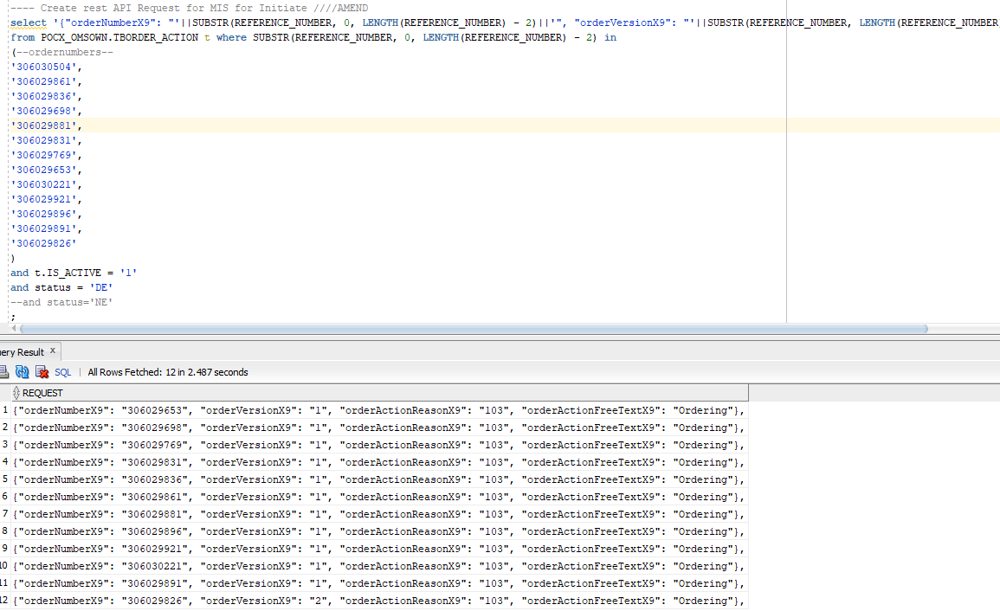 ---- Create rest API Request for MIS for Initiate ////AMEND
select '{"orderNumberX9": "'||SUBSTR(REFERENCE_NUMBER, 0, LENGTH(REFERENCE_NUMBER) - 2)||'", "orderVersionX9": "'||SUBSTR(REFERENCE_NUMBER, LENGTH(REFERENCE_NUMBER
from POCX_OMSOWN.TBORDER_ACTION t where SUBSTR(REFERENCE_NUMBER, 0, LENGTH(REFERENCE_NUMBER) - 2) in
(--ordernumbers--
'306030504',
'306029861',
'306029836',
'306029698',
'306029881',
'306029831',
'306029769',
'306029653',
'306030221',
'306029921',
'306029896',
'306029891',
'306029826'
)
and t.IS_ACTIVE = '1'
and status = 'DE'
--and status='NE'
;
ery Result x
SQL | All Rows Fetched: 12 in 2.487 seconds
REQUEST
1 {"orderNumberX9": "306029653", "orderVersionX9": "1", "orderActionReasonX9": "103", "orderActionFreeTextX9": "Ordering"},
2 {"orderNumberX9": "306029698", "orderVersionX9": "1", "orderActionReasonX9": "103", "orderActionFreeTextX9": "Ordering"},
3 {"orderNumberX9": "306029769", "orderVersionX9": "1", "orderActionReasonX9": "103", "orderActionFreeTextX9": "Ordering"},
4 {"orderNumberX9": "306029831", "orderVersionX9": "1", "orderActionReasonX9": "103", "orderActionFreeTextX9": "Ordering"},
5 {"orderNumberX9": "306029836", "orderVersionX9": "1", "orderActionReasonX9": "103", "orderActionFreeTextX9": "Ordering"},
6 {"orderNumberX9": "306029861", "orderVersionX9": "1", "orderActionReasonX9": "103", "orderActionFreeTextX9": "Ordering"},
7 {"orderNumberX9": "306029881", "orderVersionX9": "1", "orderActionReasonX9": "103", "orderActionFreeTextX9": "Ordering"},
8 {"orderNumberX9": "306029896", "orderVersionX9": "1", "orderActionReasonX9": "103", "orderActionFreeTextX9": "Ordering"},
9 {"orderNumberX9": "306029921", "orderVersionX9": "1", "orderActionReasonX9": "103", "orderActionFreeTextX9": "Ordering"},
10 {"orderNumberX9": "306030221", "orderVersionX9": "1", "orderActionReasonX9": "103", "orderActionFreeTextX9": "Ordering"},
11 {"orderNumberX9": "306029891", "orderVersionX9": "1", "orderActionReasonX9": "103", "orderActionFreeTextX9": "Ordering"},
12 {"orderNumberX9": "306029826", "orderVersionX9": "2", "orderActionReasonX9": "103", "orderActionFreeTextX9": "Ordering"},